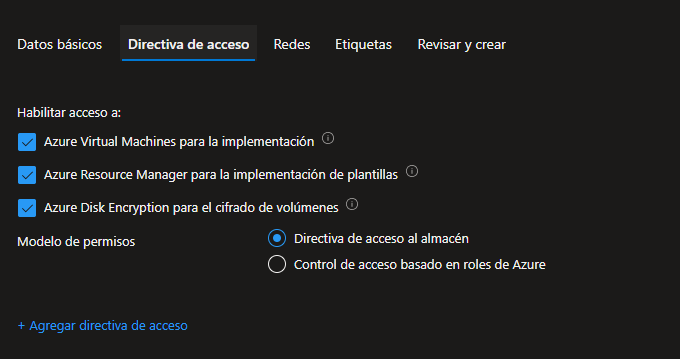 Datos básicos Directiva de acceso Redes Etiquetas Revisar y crear
Habilitar acceso a:
Azure Virtual Machines para la implementación
Azure Resource Manager para la implementación de plantillas
Azure Disk Encryption para el cifrado de volúmenes
Modelo de permisos Directiva de acceso al almacén
Control de acceso basado en roles de Azure
+ Agregar directiva de acceso